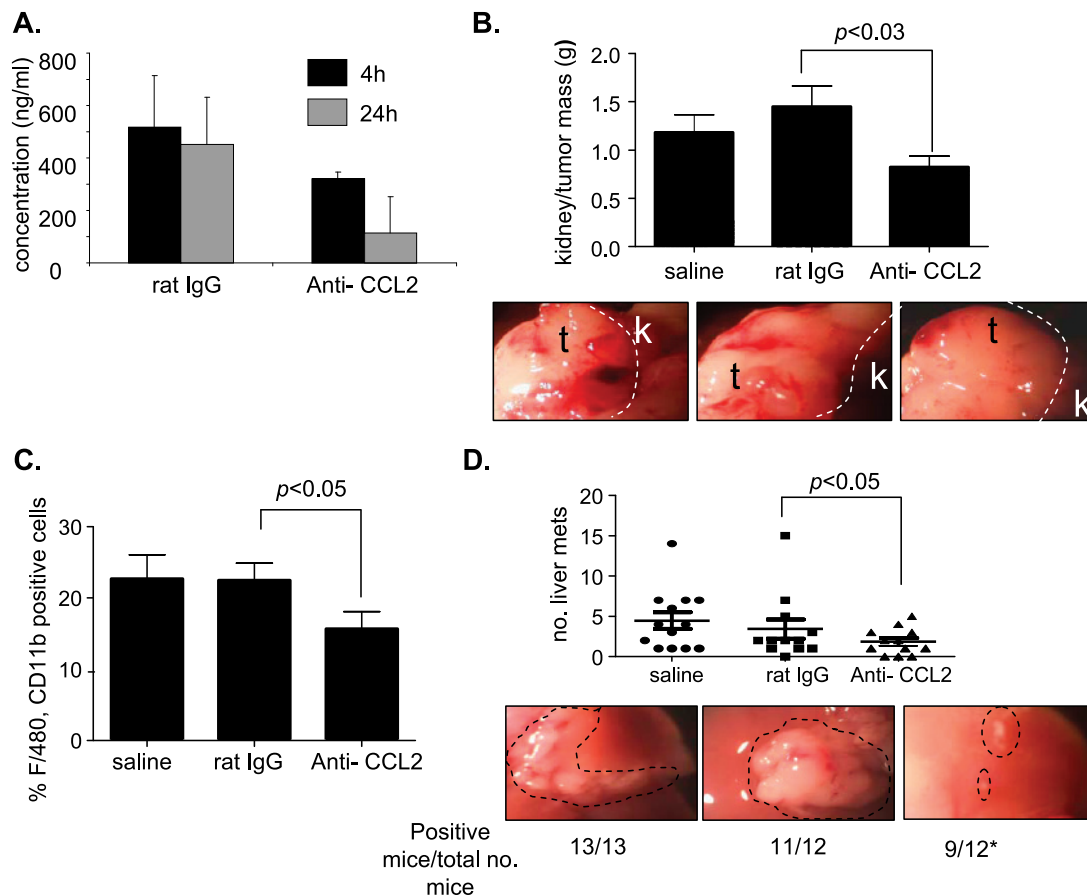 A.
concentration (ng/ml)
800
600
400
200
0
4h
24h
rat IgG
Anti- CCL2
B.
kidney/tumor mass (g)
p<0.03
2.0
1.5
1.0
0.5
0.0
saline
rat IgG
Anti- CCL2
t
k
t
k
t
k
C.
% F/480, CD11b positive cells
p<0.05
30
20
10
0
saline
rat IgG
Anti- CCL2
D.
no. liver mets
p<0.05
20
15
10
5
0
saline
rat IgG
Anti- CCL2
Positive
mice/total no.
mice
13/13
11/12
9/12*